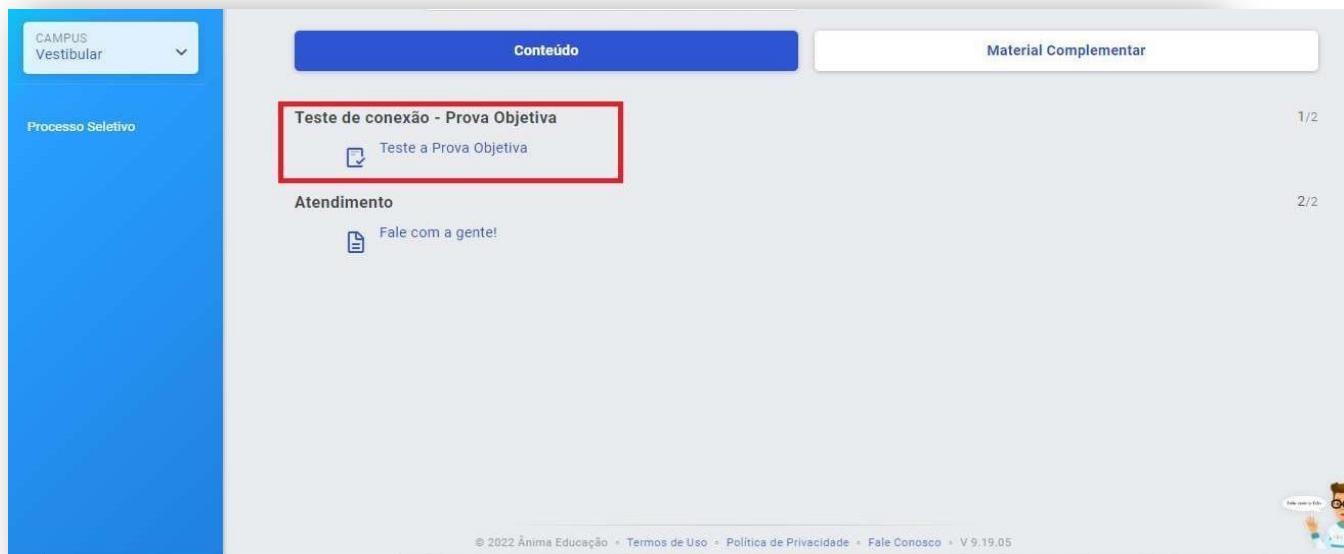 CAMPUS
Vestibular
Processo Seletivo
Conteúdo
Material Complementar
Teste de conexão - Prova Objetiva
1/2
Teste a Prova Objetiva
Atendimento
2/2
Fale com a gente!
© 2022 Ânima Educação • Termos de Uso • Política de Privacidade • Fale Conosco • V 9.19.05